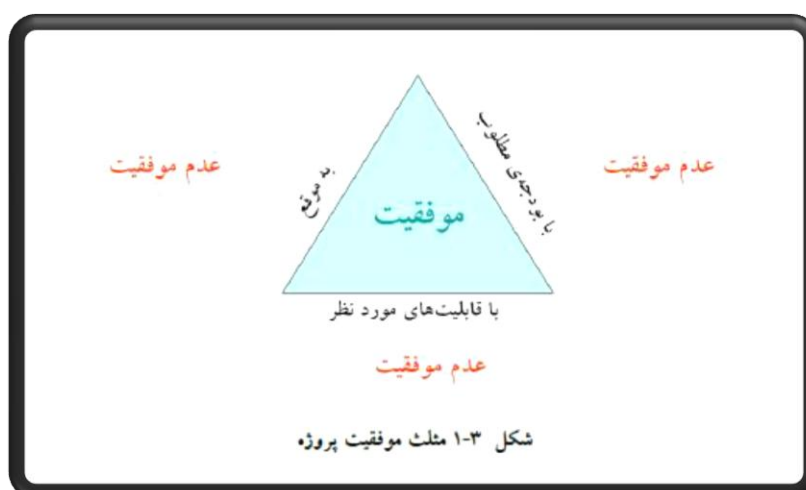 با بودجه‌ی مطلوب
به موقع
عدم موفقیت
عدم موفقیت
موفقیت
با قابلیت‌های مورد نظر
عدم موفقیت
شکل ۳-۱ مثلث موفقیت پروژه